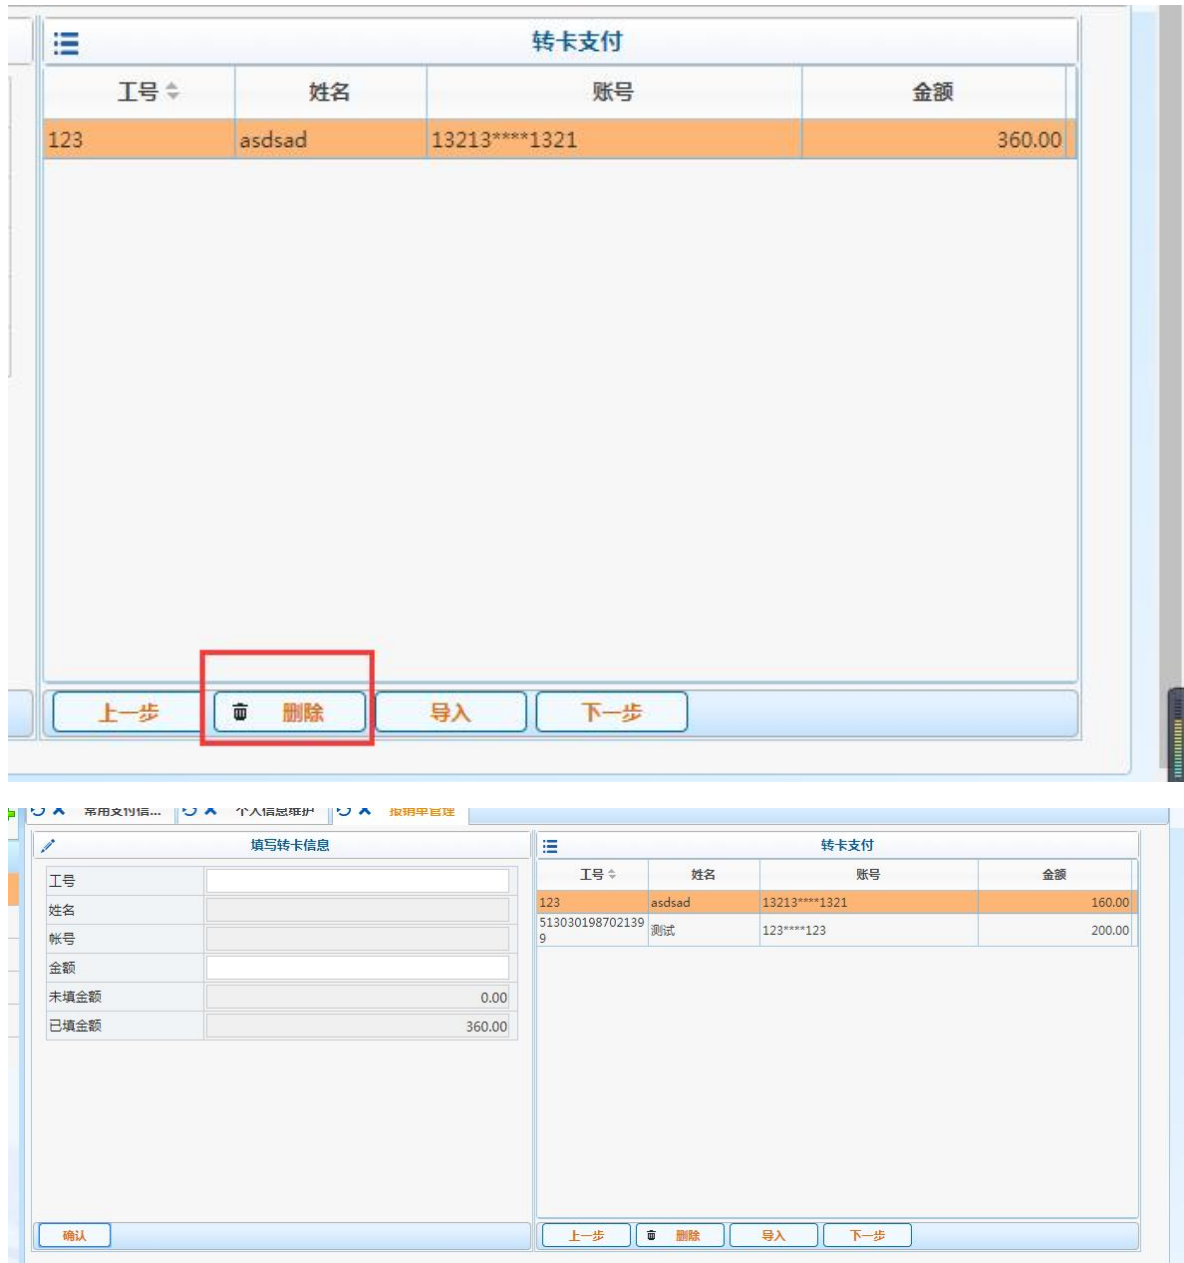 转卡支付
工号 姓名 账号 金额
123 asdsad 13213****1321 360.00
上一步 删除 导入 下一步
常用支付信... 个人信息维护 报销单管理
填写转卡信息
工号
姓名
帐号
金额
未填金额 0.00
已填金额 360.00
确认
转卡支付
工号 姓名 账号 金额
123 asdsad 13213****1321 160.00
513030198702139
9 测试 123****123 200.00
上一步 删除 导入 下一步